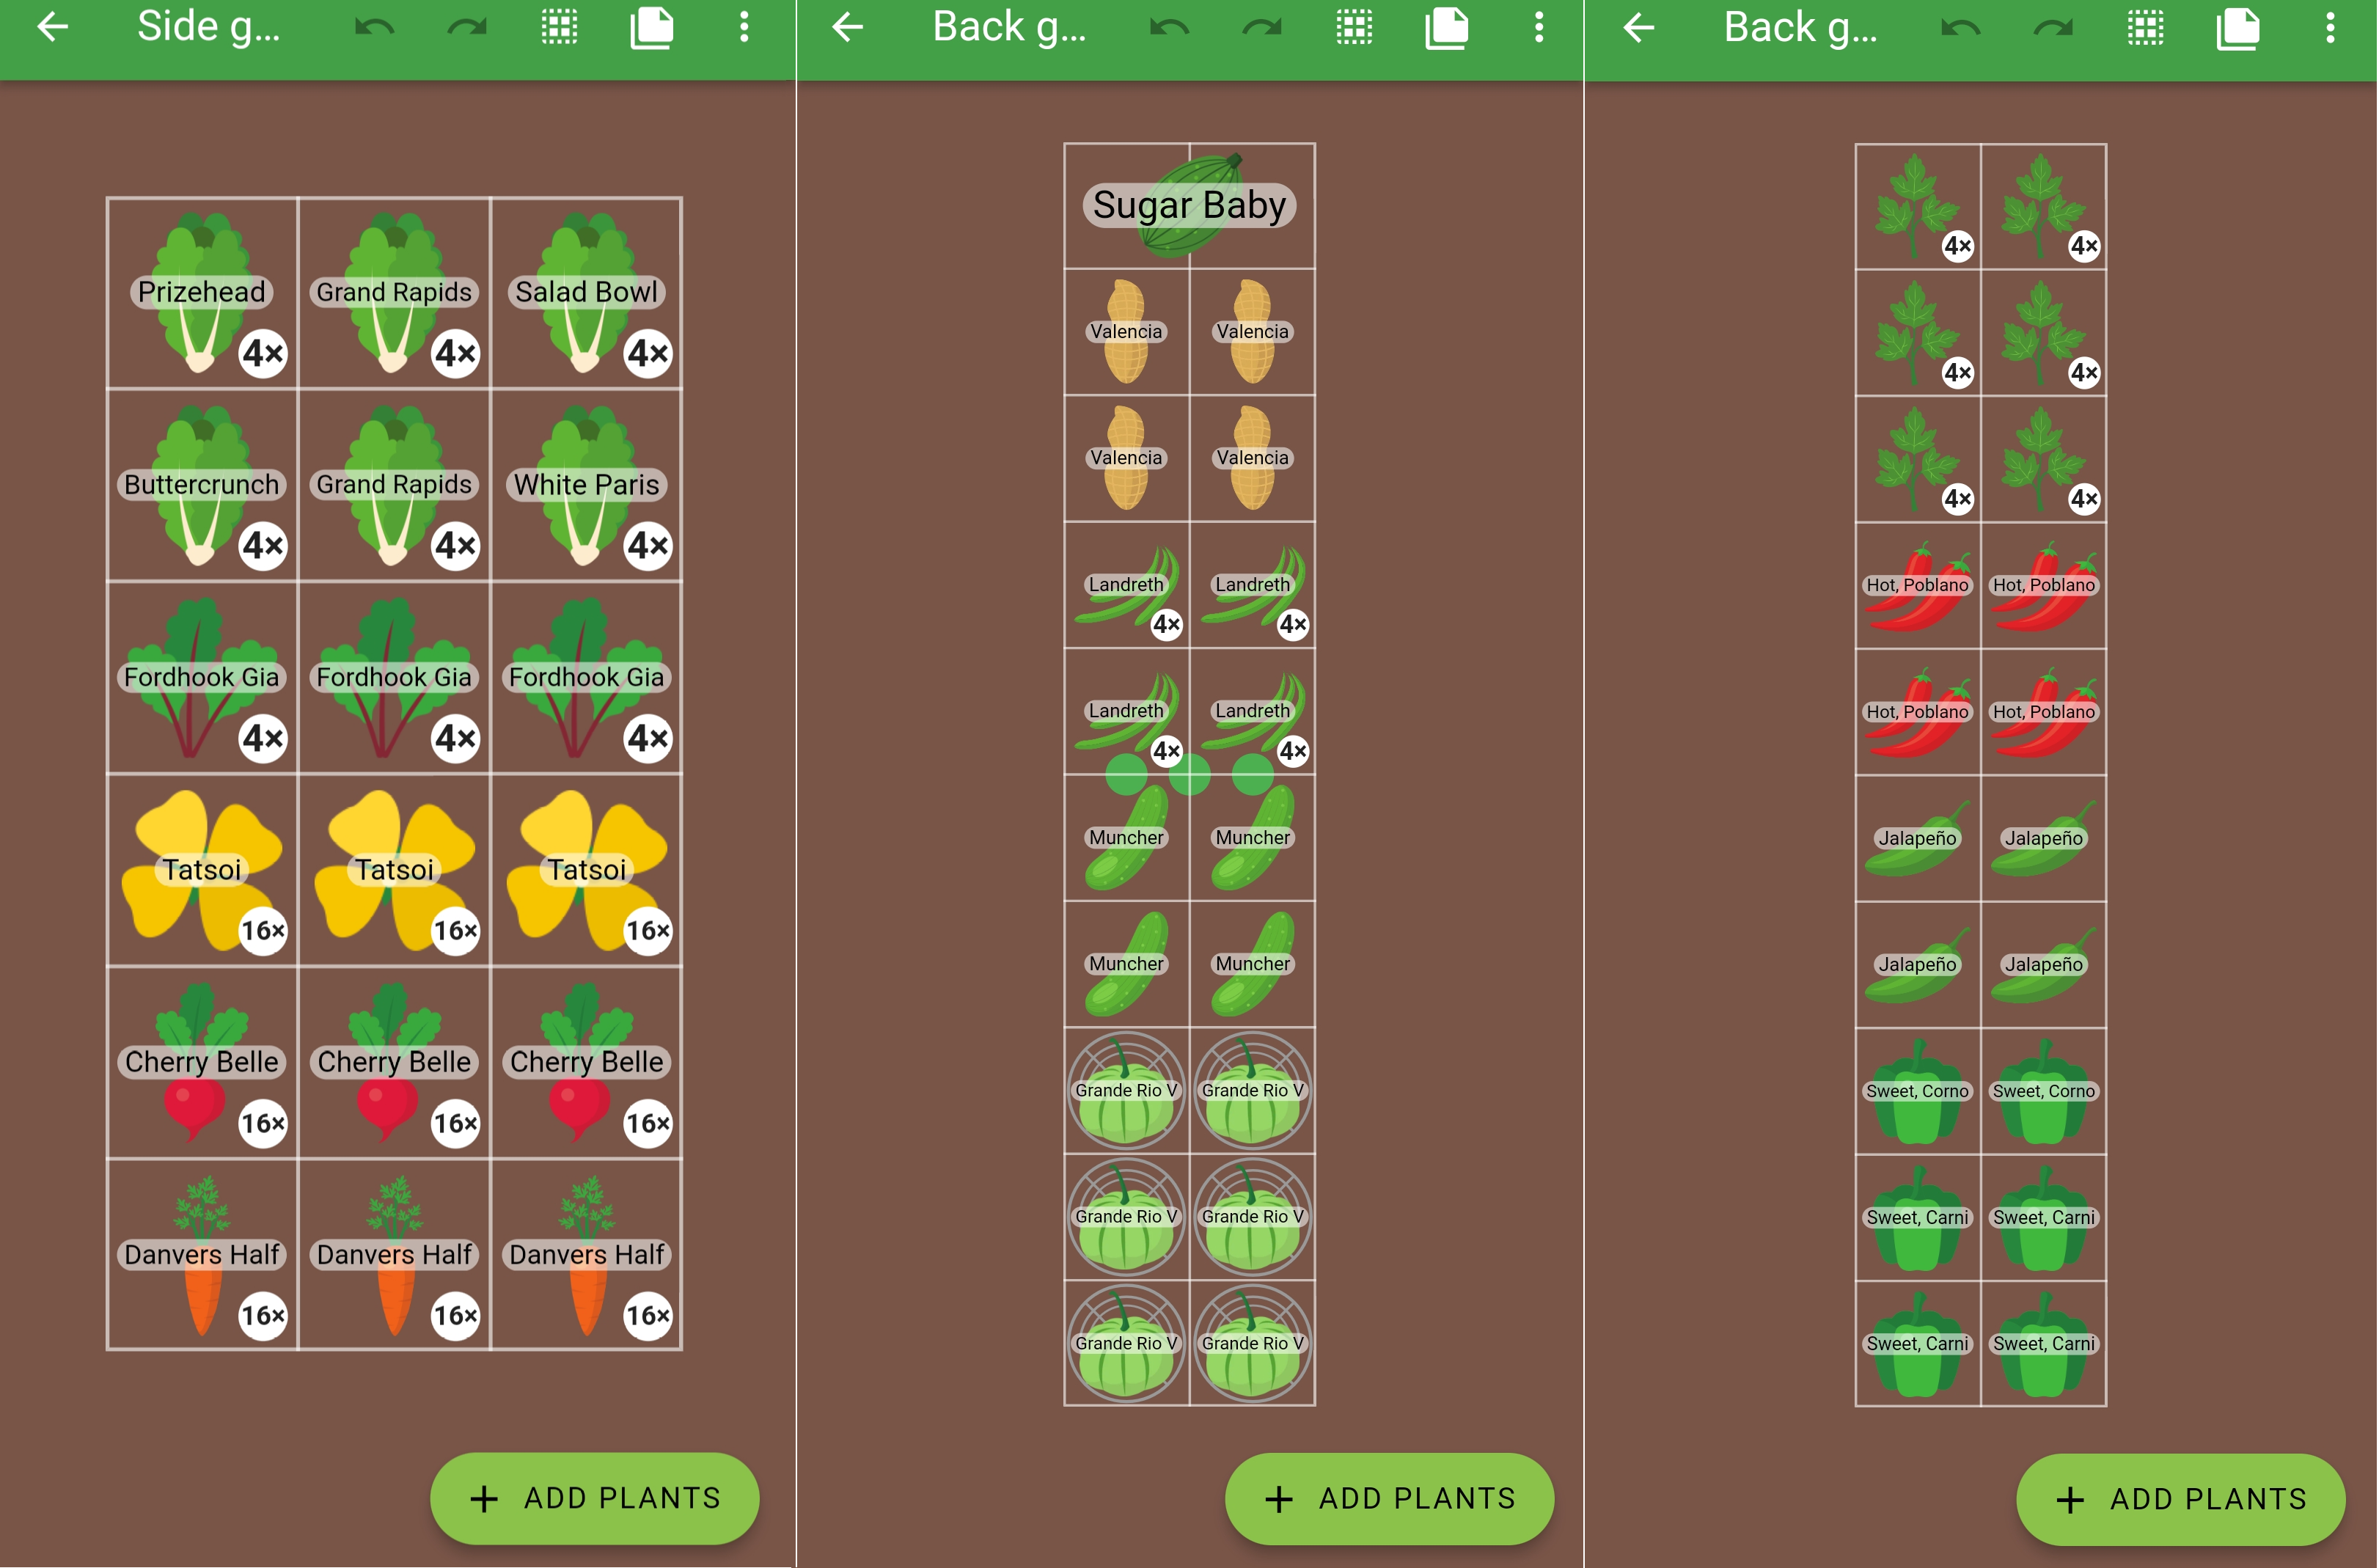 Side g...
Prizehead Grand Rapids Salad Bowl
4× 4× 4×
Buttercrunch Grand Rapids White Paris
4× 4× 4×
Fordhook Gia Fordhook Gia Fordhook Gia
4× 4× 4×
Tatsoi Tatsoi Tatsoi
16× 16× 16×
Cherry Belle Cherry Belle Cherry Belle
16× 16× 16×
Danvers Half Danvers Half Danvers Half
16× 16× 16×
+ ADD PLANTS
Back g...
Sugar Baby
Valencia Valencia
Valencia Valencia
Landreth Landreth
4× 4×
Landreth Landreth
4× 4×
Muncher Muncher
Muncher Muncher
Grande Rio V Grande Rio V
Grande Rio V Grande Rio V
Grande Rio V Grande Rio V
+ ADD PLANTS
Back g...
4× 4×
4× 4×
4× 4×
Hot, Poblano Hot, Poblano
Hot, Poblano Hot, Poblano
Jalapeño Jalapeño
Jalapeño Jalapeño
Sweet, Corno Sweet, Corno
Sweet, Carni Sweet, Carni
Sweet, Carni Sweet, Carni
+ ADD PLANTS